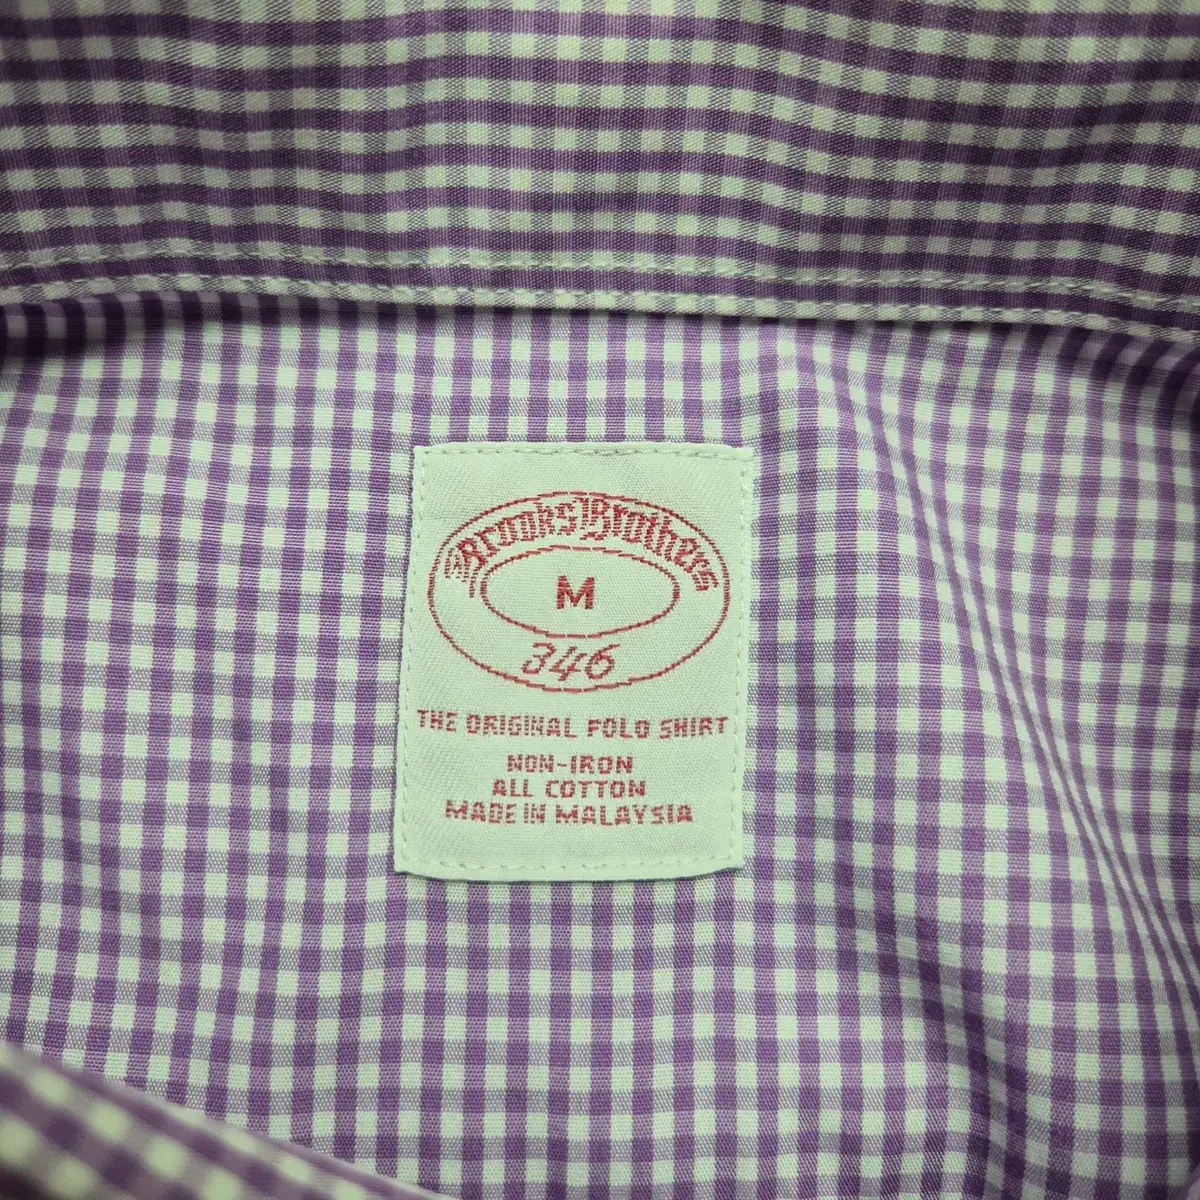 Brooks Brothers
M
346
THE ORIGINAL POLO SHIRT
NON-IRON
ALL COTTON
MADE IN MALAYSIA